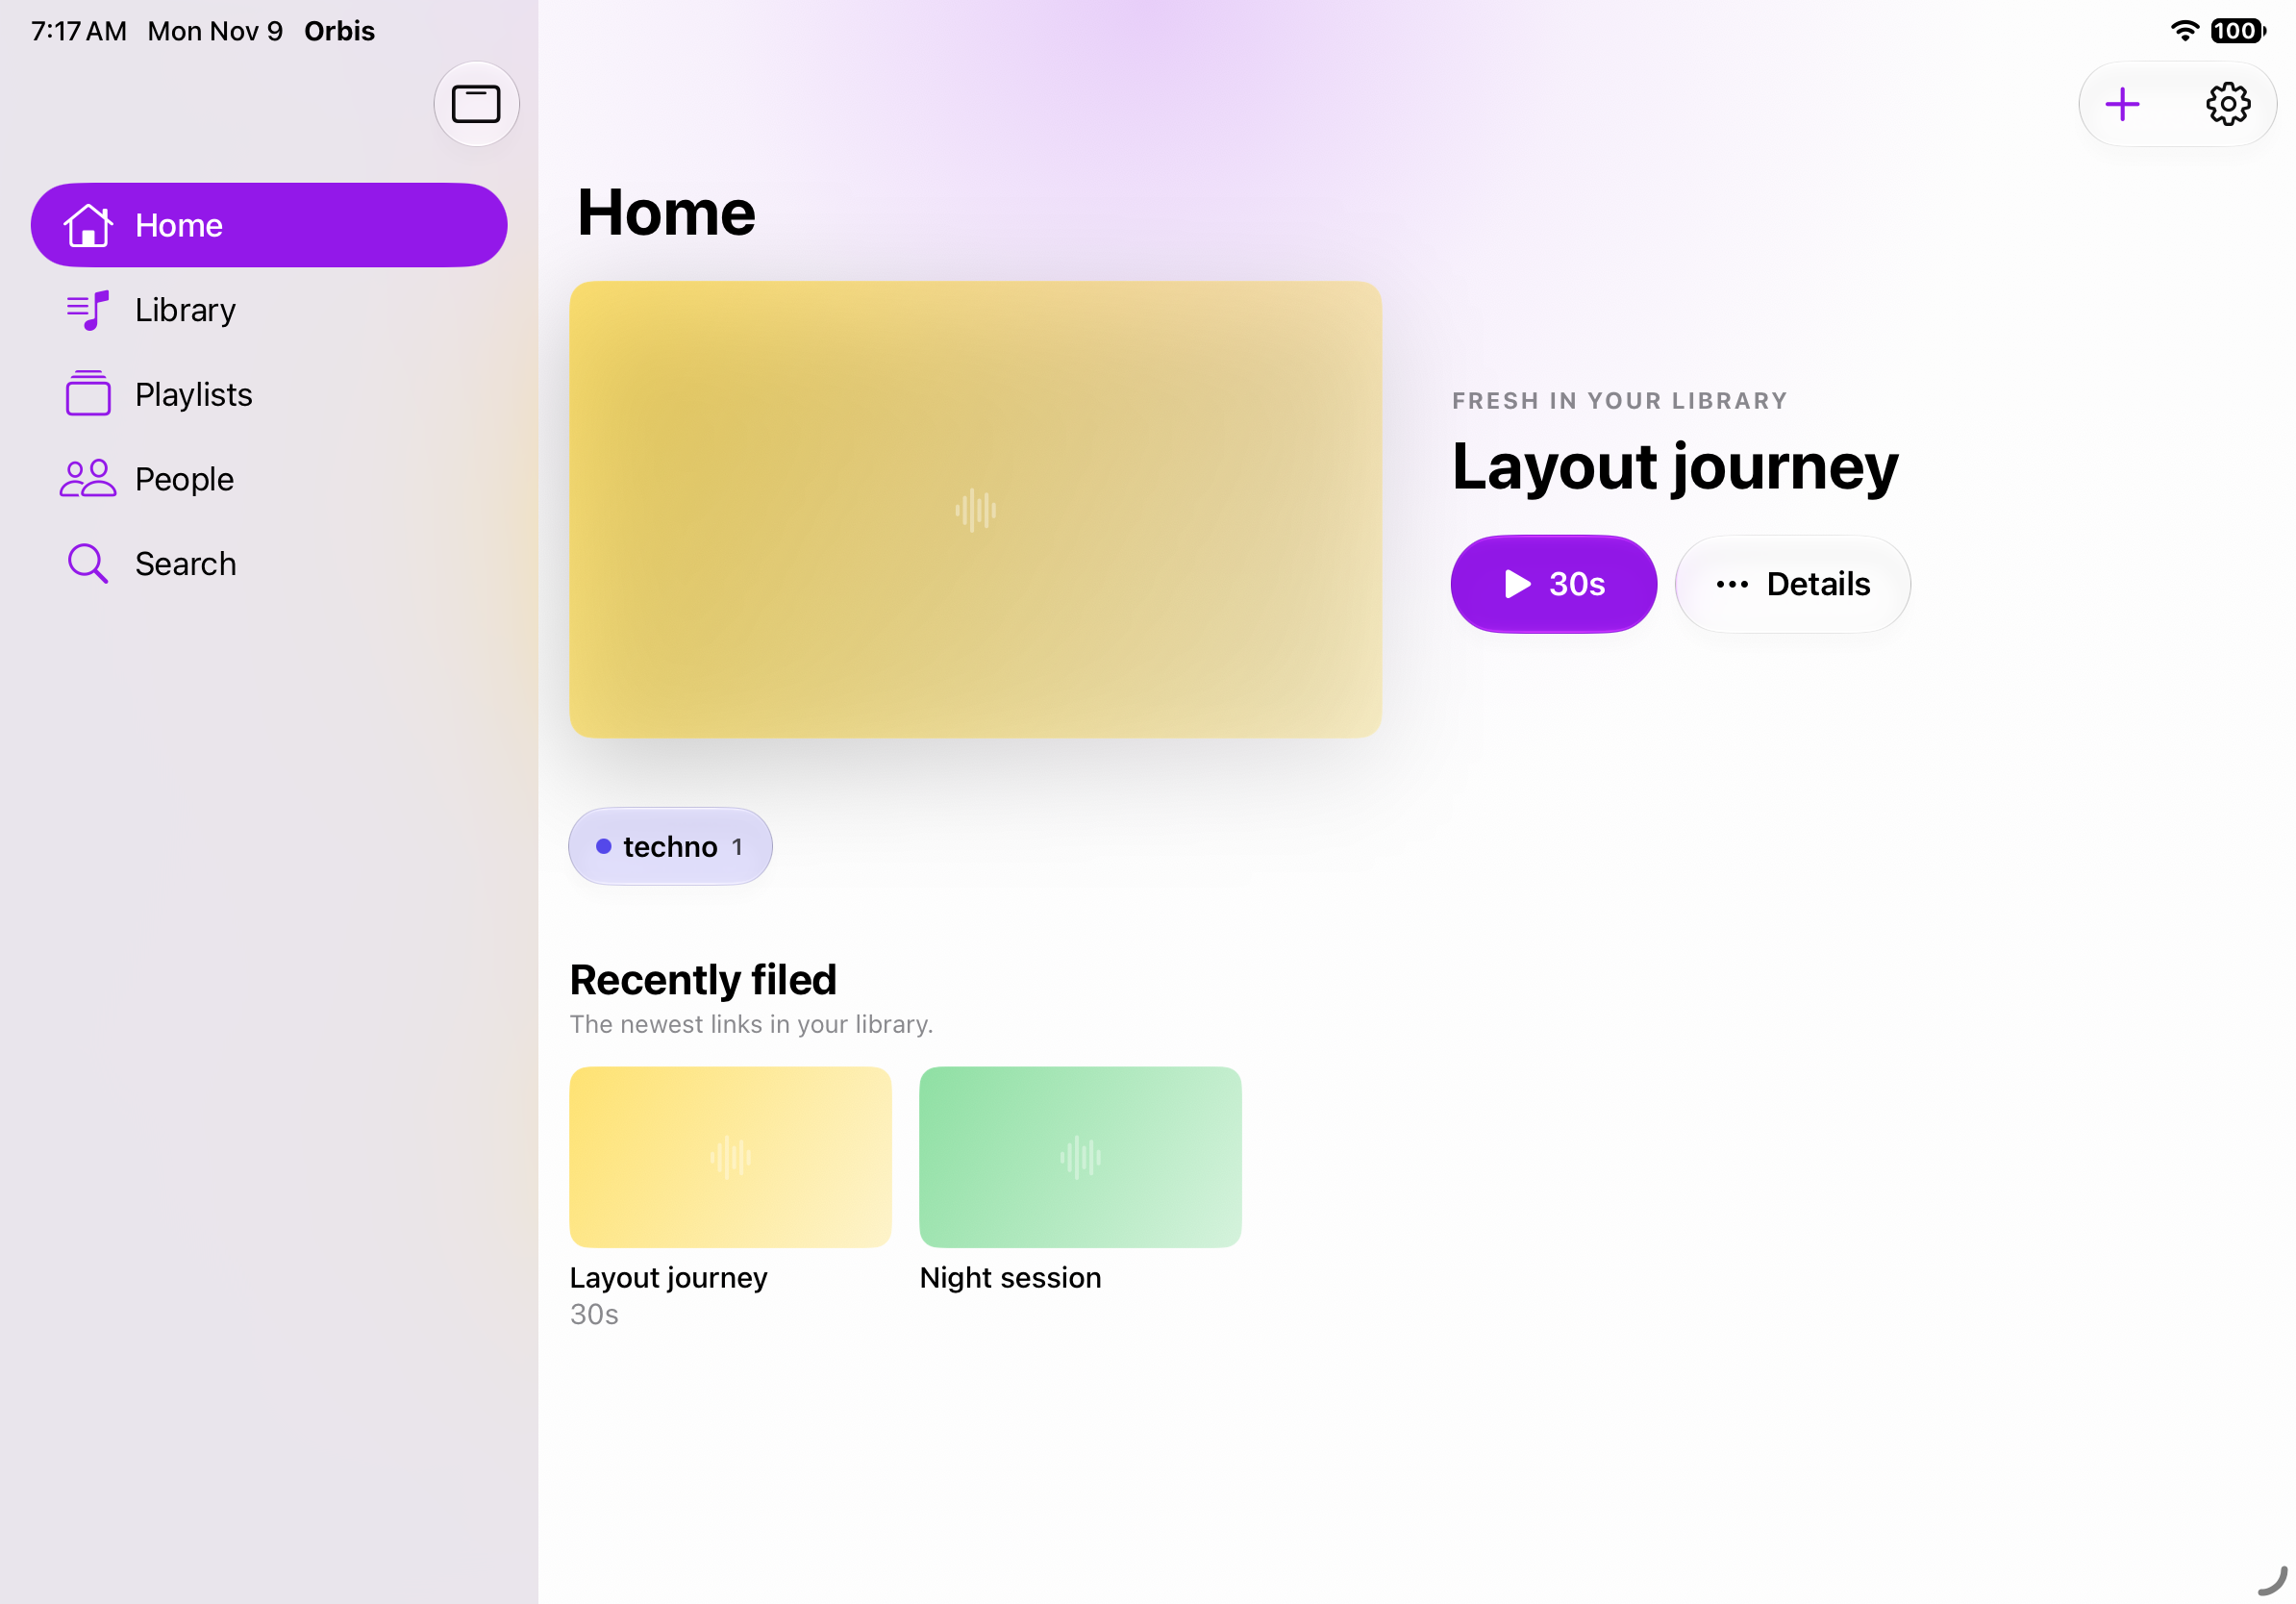 7:17 AM Mon Nov 9 Orbis
100
Home
Library
Playlists
People
Search
Home
FRESH IN YOUR LIBRARY
Layout journey
30s
Details
techno 1
Recently filed
The newest links in your library.
Layout journey
30s
Night session